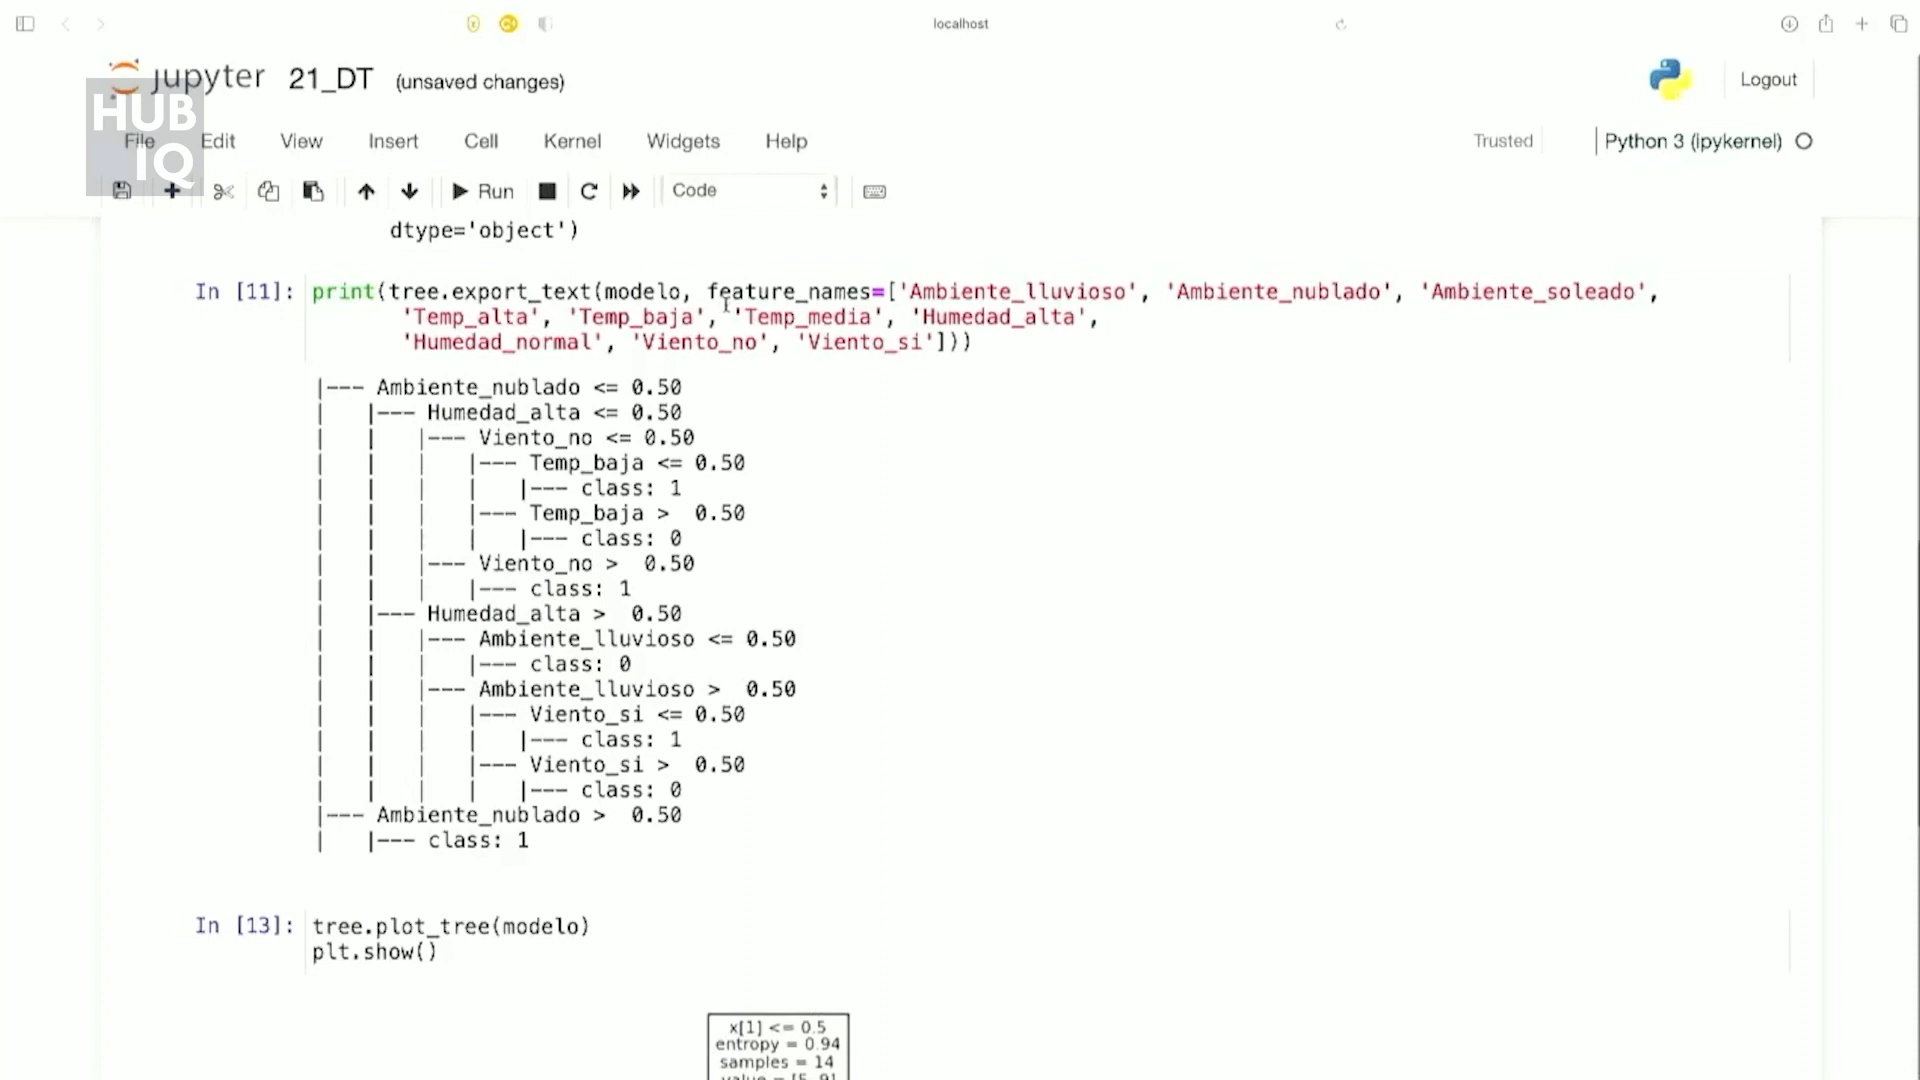 localhost
jupyter 21_DT (unsaved changes)
Logout
HUB
IQ
File Edit View Insert Cell Kernel Widgets Help
Trusted Python 3 (ipykernel)
Run Code
dtype='object')
In [11]: print(tree.export_text(modelo, feature_names=['Ambiente_lluvioso', 'Ambiente_nublado', 'Ambiente_soleado',
'Temp_alta', 'Temp_baja', 'Temp_media', 'Humedad_alta',
'Humedad_normal', 'Viento_no', 'Viento_si']))
|--- Ambiente_nublado <= 0.50
|   |--- Humedad_alta <= 0.50
|   |   |--- Viento_no <= 0.50
|   |   |   |--- Temp_baja <= 0.50
|   |   |   |   |--- class: 1
|   |   |   |--- Temp_baja >  0.50
|   |   |   |   |--- class: 0
|   |   |--- Viento_no >  0.50
|   |   |   |--- class: 1
|   |--- Humedad_alta >  0.50
|   |   |--- Ambiente_lluvioso <= 0.50
|   |   |   |--- class: 0
|   |   |--- Ambiente_lluvioso >  0.50
|   |   |   |--- Viento_si <= 0.50
|   |   |   |   |--- class: 1
|   |   |   |--- Viento_si >  0.50
|   |   |   |   |--- class: 0
|--- Ambiente_nublado >  0.50
|   |--- class: 1
In [13]: tree.plot_tree(modelo)
plt.show()
x[1] <= 0.5
entropy = 0.94
samples = 14
value = [5, 9]